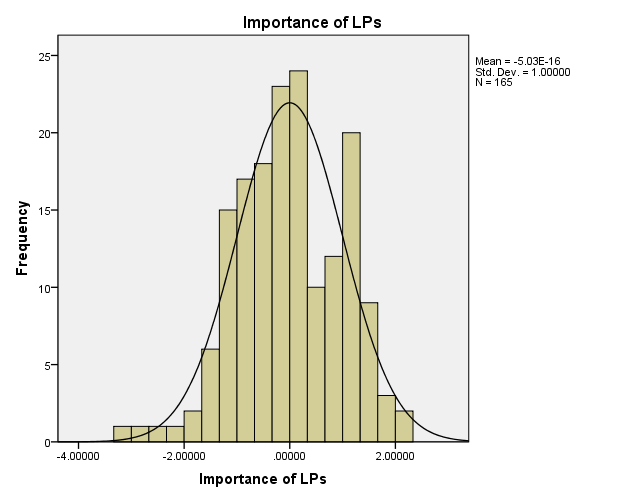 Importance of LPs
Mean = -5.03E-16
Std. Dev. = 1.00000
N = 165
Frequency
25
20
15
10
5
0
-4.00000 -2.00000 .00000 2.00000
Importance of LPs